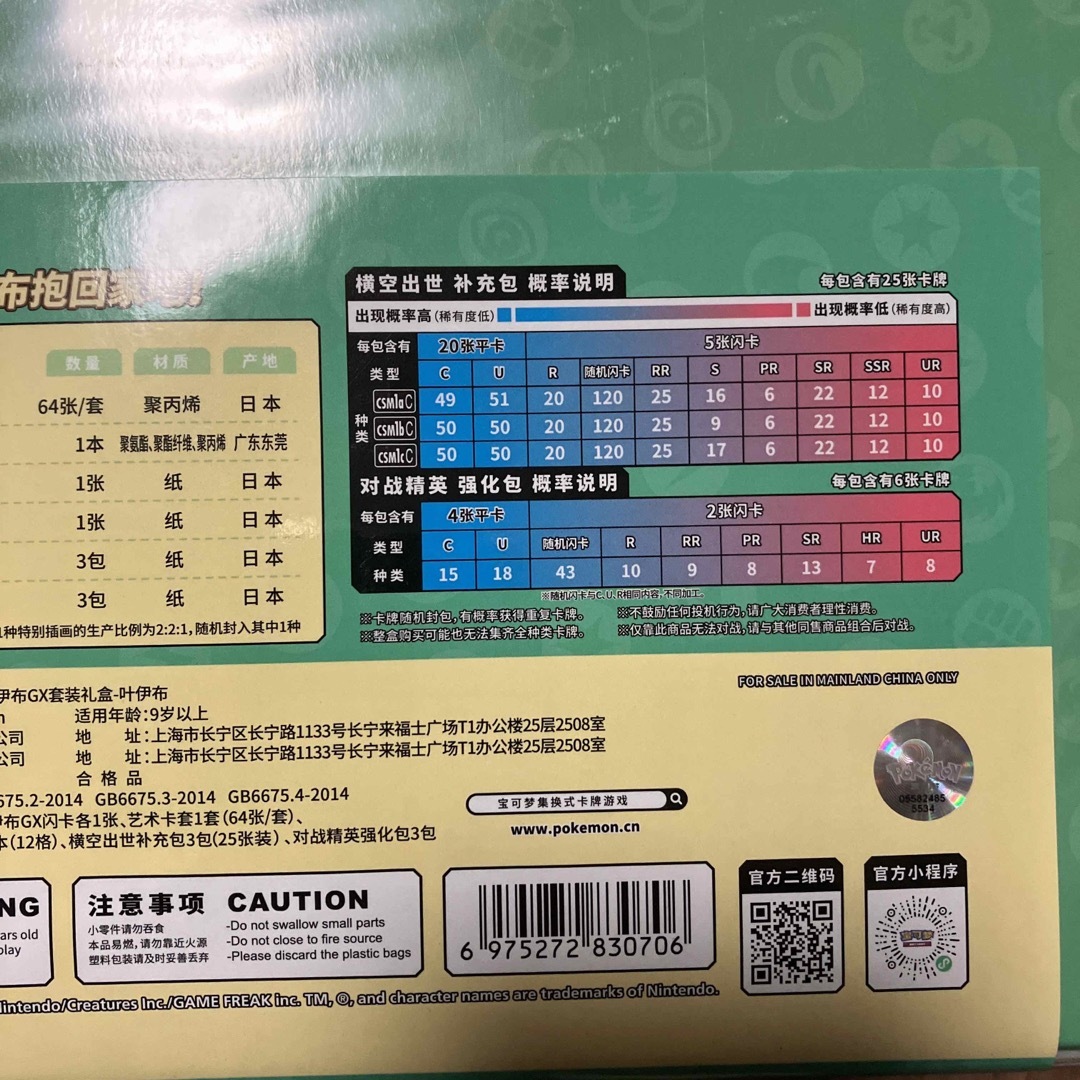 布抱回家吧!
数量 材质 产地
64张/套 聚丙烯 日本
1本 聚氨酯、聚酯纤维、聚丙烯 广东东莞
1张 纸 日本
1张 纸 日本
3包 纸 日本
3包 纸 日本
1种特别插画的生产比例为2:2:1,随机封入其中1种
横空出世 补充包 概率说明 每包含有25张卡牌
出现概率高(稀有度低) 出现概率低(稀有度高)
每包含有 20张平卡 5张闪卡
类型 C U R 随机闪卡 RR S PR SR SSR UR
种类
CSM1aC 49 51 20 120 25 16 6 22 12 10
CSM1bC 50 50 20 120 25 9 6 22 12 10
CSM1cC 50 50 20 120 25 17 6 22 12 10
对战精英 强化包 概率说明 每包含有6张卡牌
每包含有 4张平卡 2张闪卡
类型 C U 随机闪卡 R RR PR SR HR UR
种类 15 18 43 10 9 8 13 7 8
※随机闪卡与C、U、R相同内容,不同加工。
※卡牌随机封包,有概率获得重复卡牌。 ※不鼓励任何投机行为,请广大消费者理性消费。
※整盒购买可能也无法集齐全种类卡牌。 ※仅靠此商品无法对战,请与其他同售商品组合后对战。
FOR SALE IN MAINLAND CHINA ONLY
伊布GX套装礼盒-叶伊布
适用年龄:9岁以上
公司 地 址:上海市长宁区长宁路1133号长宁来福士广场T1办公楼25层2508室
公司 地 址:上海市长宁区长宁路1133号长宁来福士广场T1办公楼25层2508室
合格品
6675.2-2014 GB6675.3-2014 GB6675.4-2014
伊布GX闪卡各1张、艺术卡套1套(64张/套)、
本(12格)、横空出世补充包3包(25张装)、对战精英强化包3包
宝可梦集换式卡牌游戏
www.pokemon.cn
Pokémon
05582485
5534
NG
ars old
play
注意事项 CAUTION
小零件请勿吞食
本品易燃,请勿靠近火源
塑料包装请及时妥善丢弃
-Do not swallow small parts
-Do not close to fire source
-Please discard the plastic bags
6 975272 830706
官方二维码
官方小程序
Nintendo/Creatures Inc./GAME FREAK inc. TM, ®, and character names are trademarks of Nintendo.